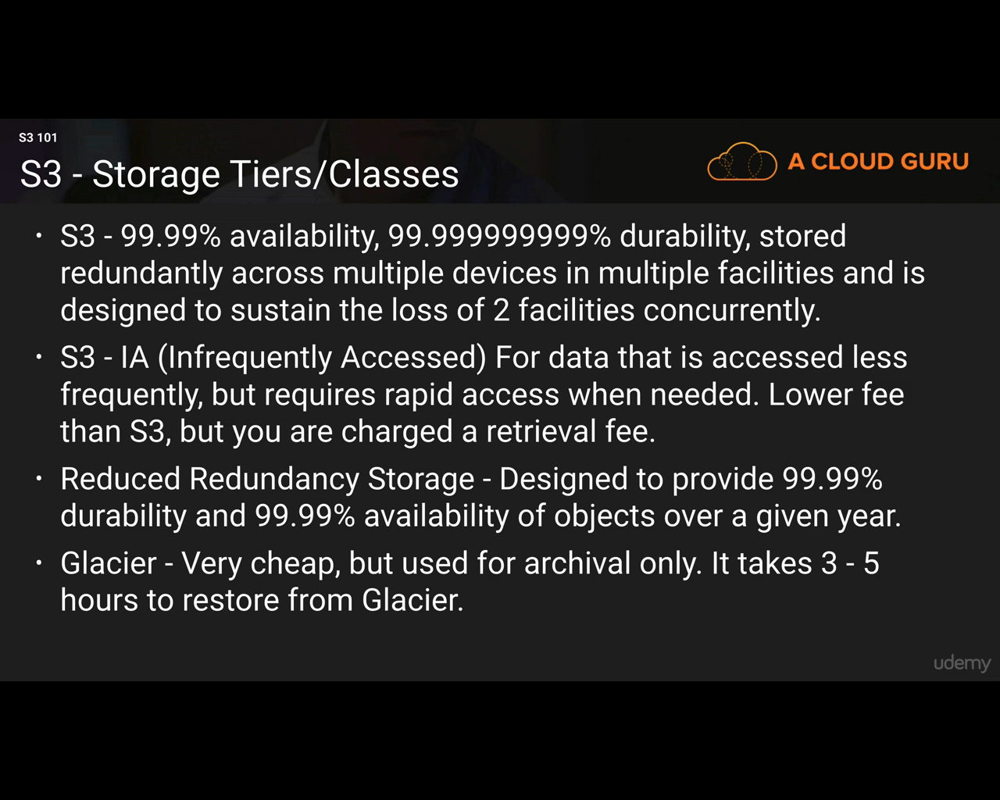 S3 101
S3 - Storage Tiers/Classes
A CLOUD GURU
• S3 - 99.99% availability, 99.999999999% durability, stored
redundantly across multiple devices in multiple facilities and is
designed to sustain the loss of 2 facilities concurrently.
• S3 - IA (Infrequently Accessed) For data that is accessed less
frequently, but requires rapid access when needed. Lower fee
than S3, but you are charged a retrieval fee.
• Reduced Redundancy Storage - Designed to provide 99.99%
durability and 99.99% availability of objects over a given year.
• Glacier - Very cheap, but used for archival only. It takes 3 - 5
hours to restore from Glacier.
udemy